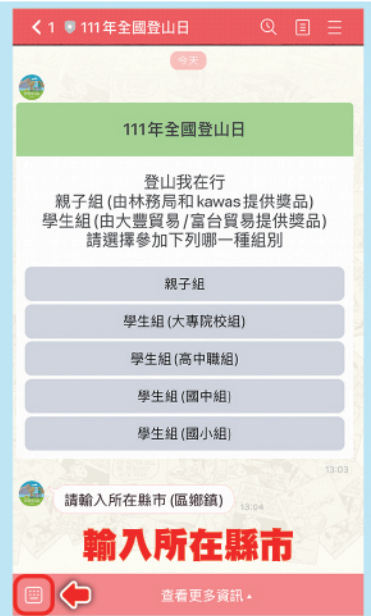 1 111年全國登山日
今天
111年全國登山日
登山我在行
親子組 (由林務局和 kawas 提供獎品)
學生組 (由大豐貿易/富台貿易提供獎品)
請選擇參加下列哪一種組別
親子組
學生組 (大專院校組)
學生組 (高中職組)
學生組 (國中組)
學生組 (國小組)
13:03
請輸入所在縣市 (區鄉鎮)
13:04
輸入所在縣市
查看更多資訊